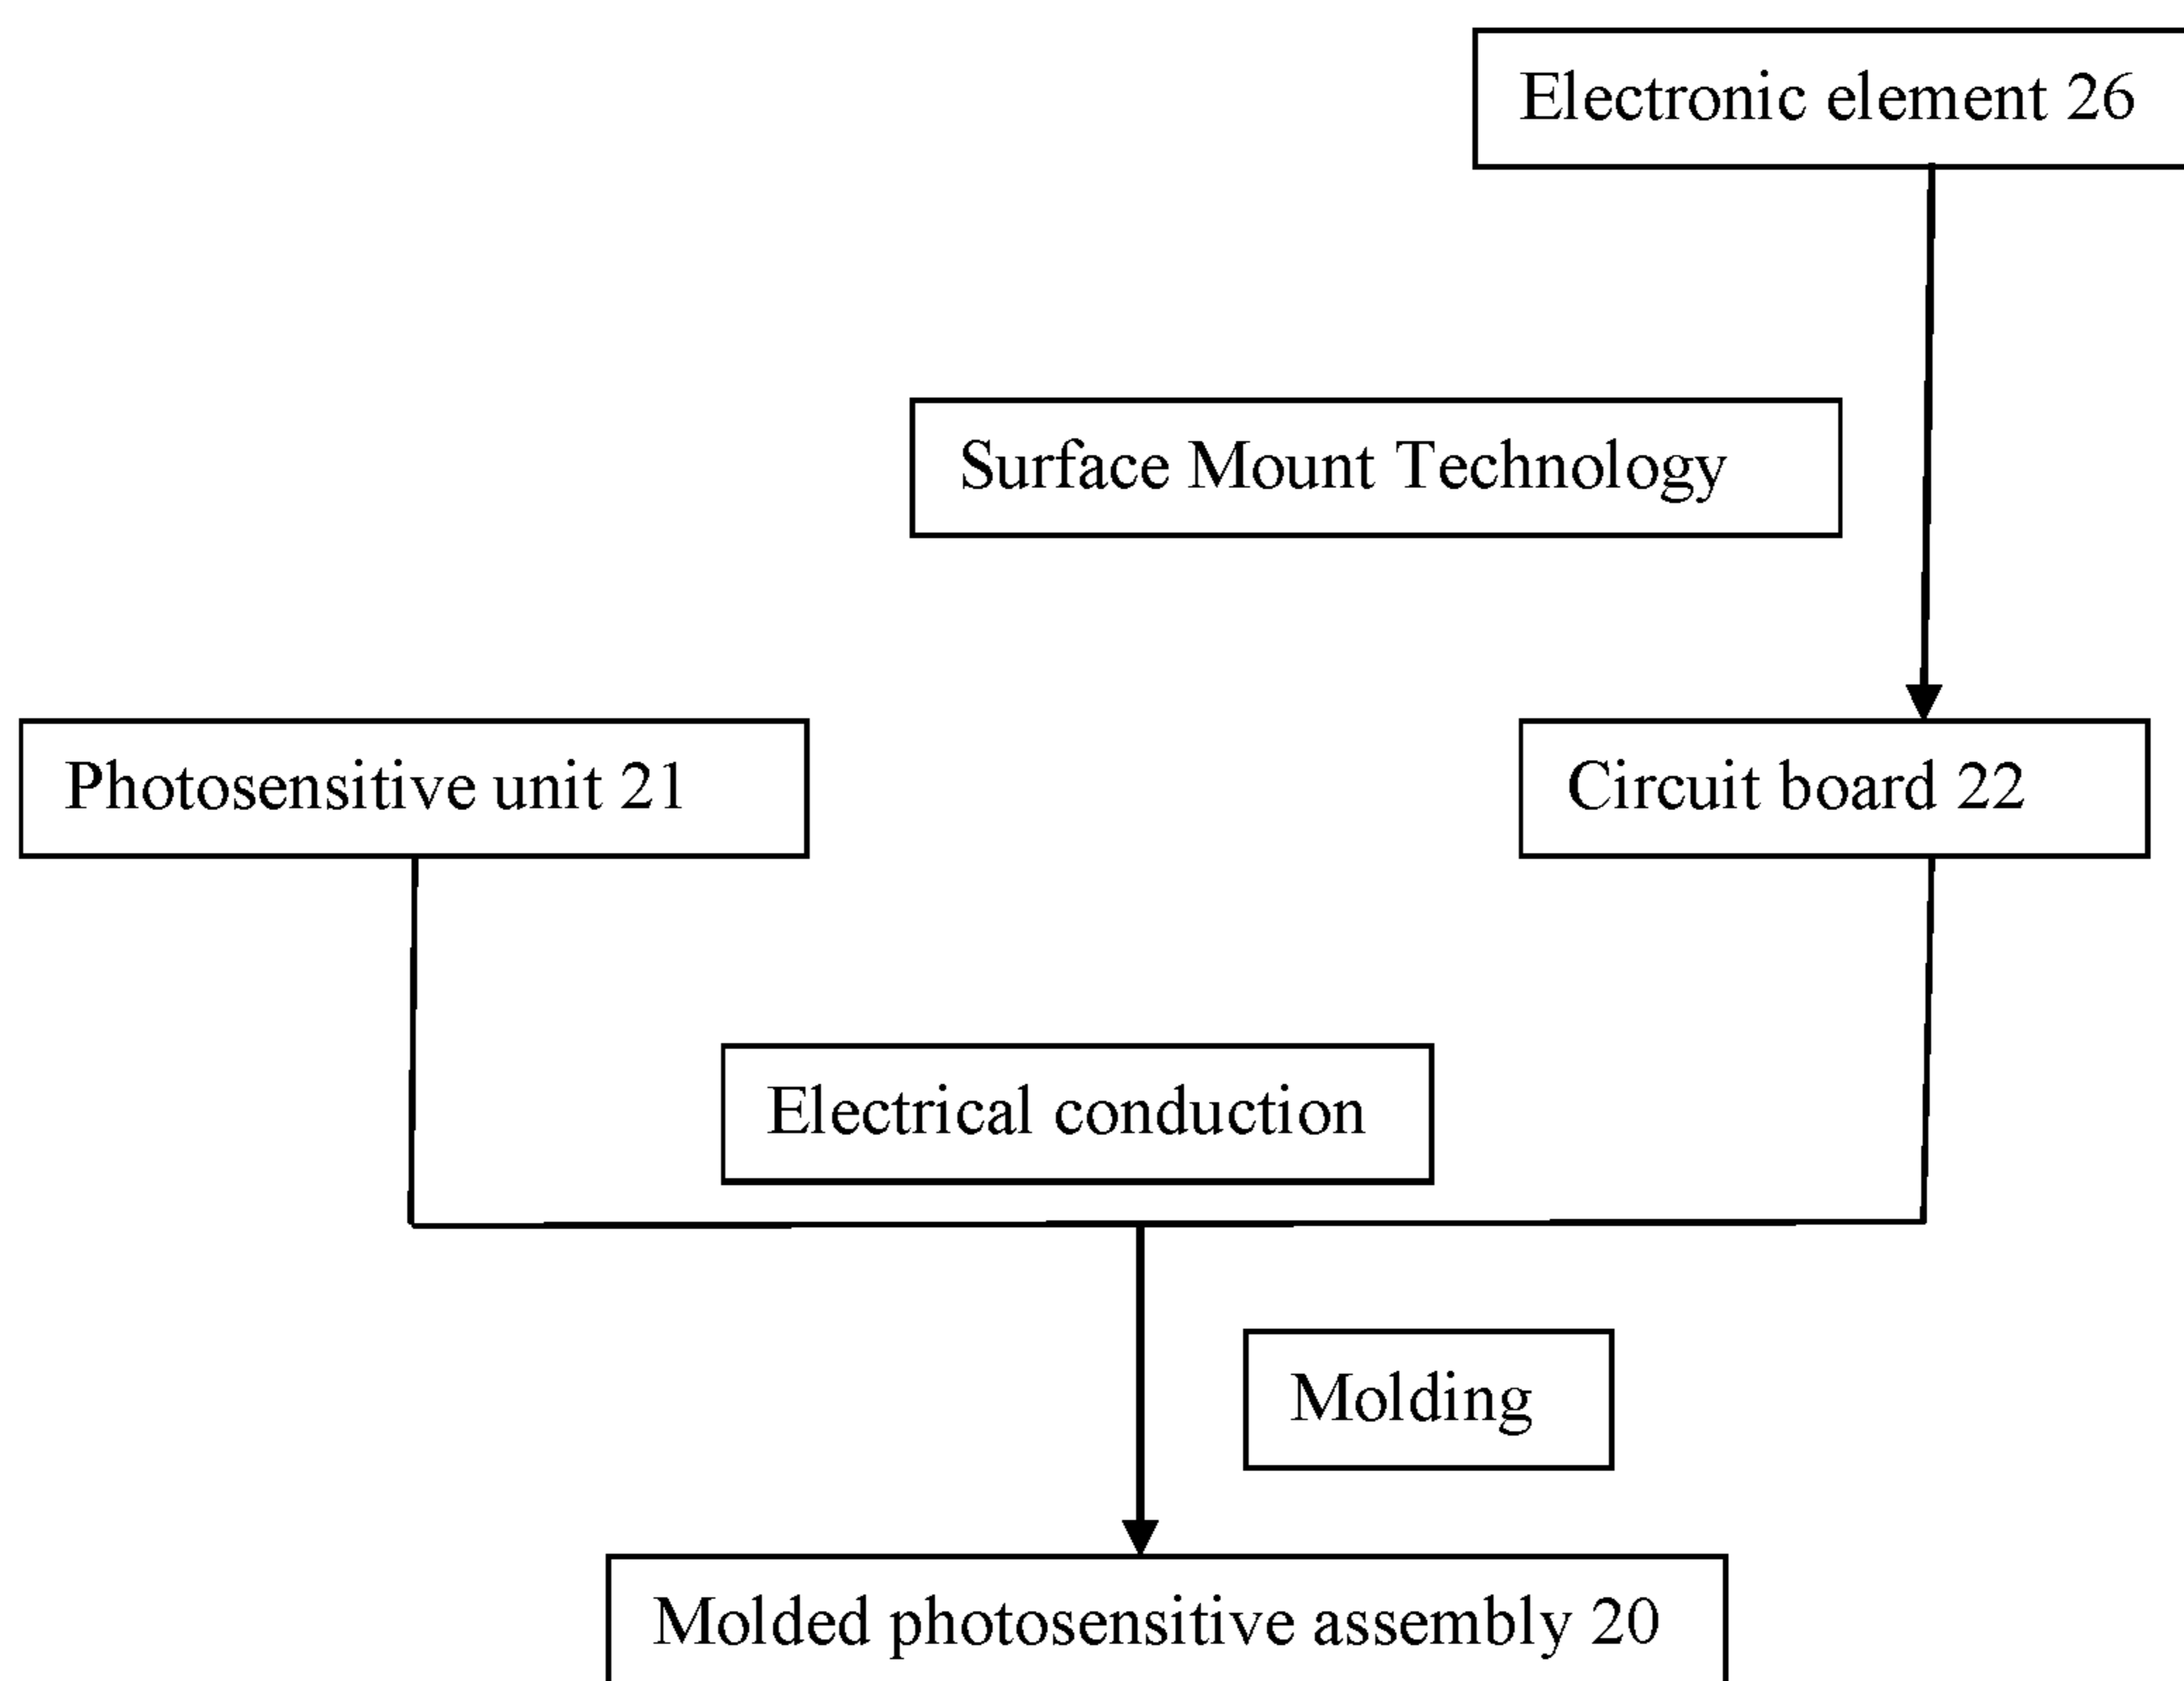 Electronic element 26
Surface Mount Technology
Photosensitive unit 21
Circuit board 22
Electrical conduction
Molding
Molded photosensitive assembly 20